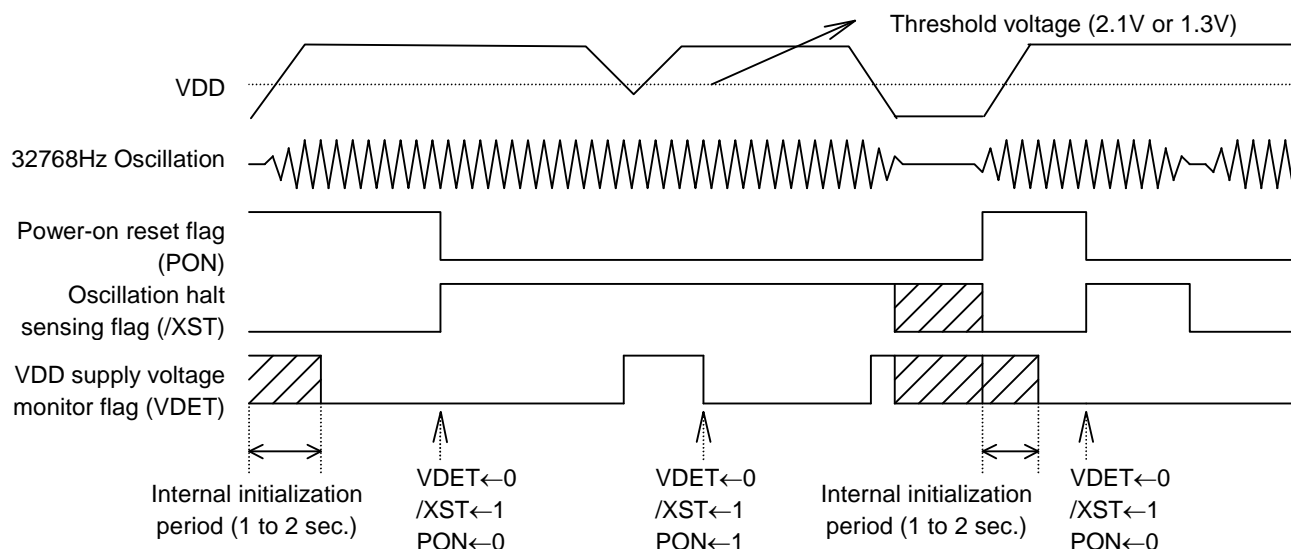 Threshold voltage (2.1V or 1.3V)
VDD
32768Hz Oscillation
Power-on reset flag
(PON)
Oscillation halt
sensing flag (/XST)
VDD supply voltage
monitor flag (VDET)
Internal initialization
period (1 to 2 sec.)
VDET←0
/XST←1
PON←0
VDET←0
/XST←1
PON←1
Internal initialization
period (1 to 2 sec.)
VDET←0
/XST←1
PON←0